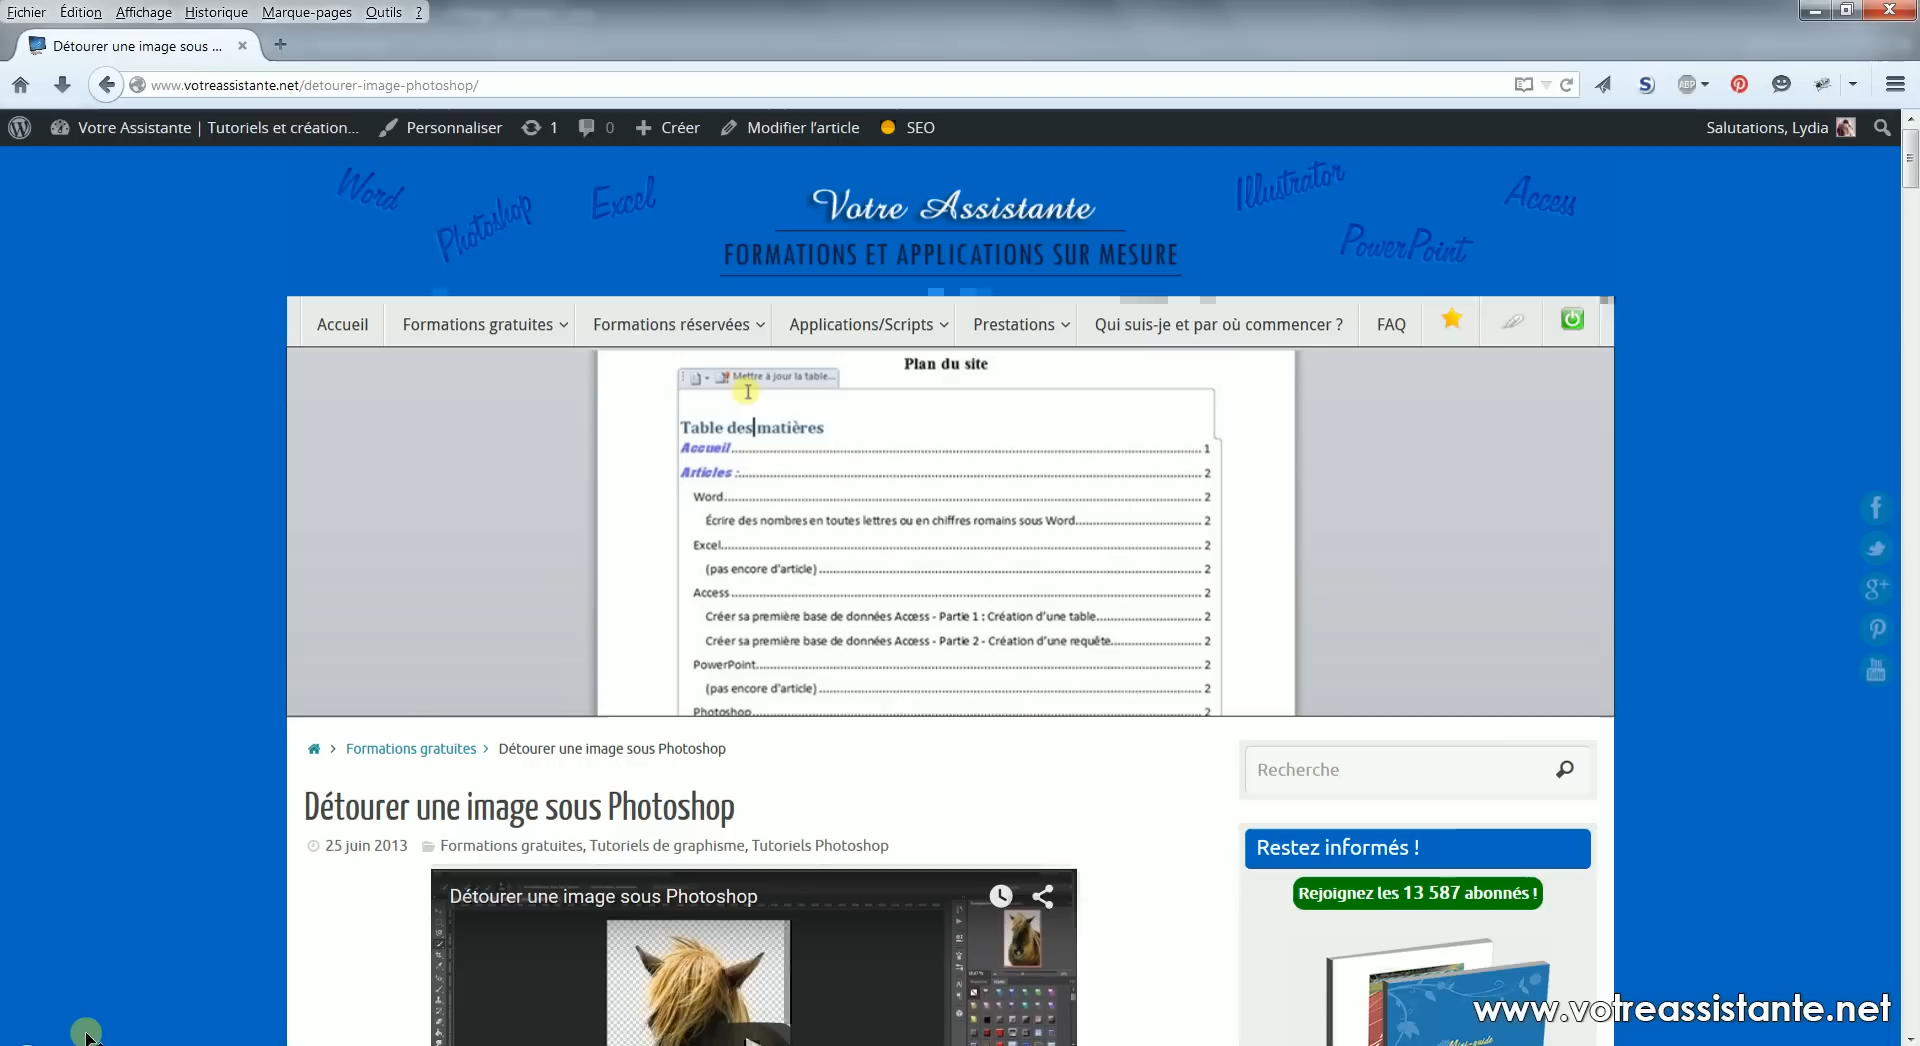 Fichier Édition Affichage Historique Marque-pages Outils ?
Détourer une image sous ...
www.votreassistante.net/detourer-image-photoshop/
ABP
Votre Assistante | Tutoriels et création... Personnaliser 1 0 Créer Modifier l'article SEO Salutations, Lydia
Word Photoshop Excel Illustrator PowerPoint Access
Votre Assistante
FORMATIONS ET APPLICATIONS SUR MESURE
Accueil Formations gratuites Formations réservées Applications/Scripts Prestations Qui suis-je et par où commencer ? FAQ
Plan du site
Mettre à jour la table...
Table des matières
Accueil 1
Articles : 2
Word 2
Écrire des nombres en toutes lettres ou en chiffres romains sous Word 2
Excel 2
(pas encore d'article) 2
Access 2
Créer sa première base de données Access - Partie 1 : Création d'une table 2
Créer sa première base de données Access - Partie 2 - Création d'une requête 2
PowerPoint 2
(pas encore d'article) 2
Photoshop 2
Formations gratuites Détourer une image sous Photoshop
Recherche
Détourer une image sous Photoshop
25 juin 2013 Formations gratuites, Tutoriels de graphisme, Tutoriels Photoshop
Restez informés !
Rejoignez les 13 587 abonnés !
Détourer une image sous Photoshop
Mini-guide
www.votreassistante.net